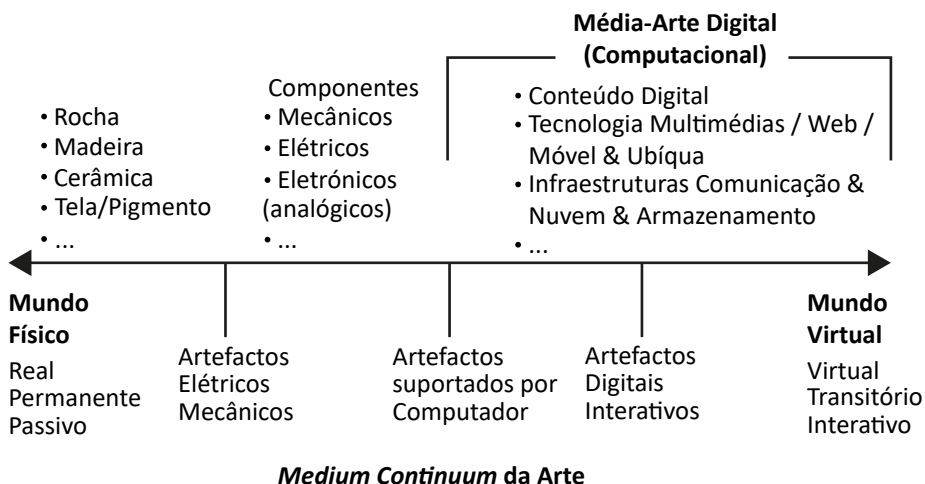 Média-Arte Digital
(Computacional)
• Rocha
• Madeira
• Cerâmica
• Tela/Pigmento
• ...
Componentes
• Mecânicos
• Elétricos
• Eletrónicos
(analógicos)
• ...
• Conteúdo Digital
• Tecnologia Multimédias / Web /
Móvel & Ubíqua
• Infraestruturas Comunicação &
Nuvem & Armazenamento
• ...
Mundo
Físico
Real
Permanente
Passivo
Artefactos
Elétricos
Mecânicos
Artefactos
suportados por
Computador
Artefactos
Digitais
Interativos
Mundo
Virtual
Virtual
Transitório
Interativo
Medium Continuum da Arte